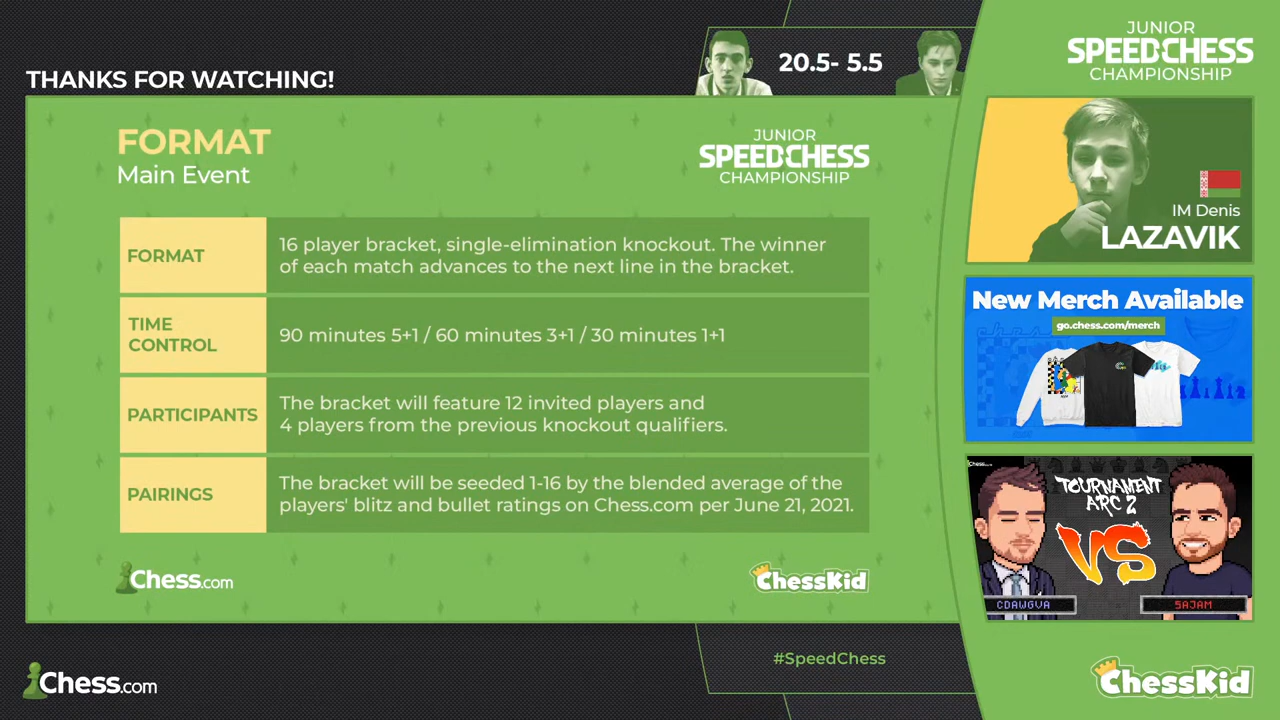 THANKS FOR WATCHING!
20.5- 5.5
JUNIOR
SPEEDCHESS
CHAMPIONSHIP
FORMAT
Main Event
JUNIOR
SPEEDCHESS
CHAMPIONSHIP
FORMAT
16 player bracket, single-elimination knockout. The winner
of each match advances to the next line in the bracket.
TIME
CONTROL
90 minutes 5+1 / 60 minutes 3+1 / 30 minutes 1+1
PARTICIPANTS
The bracket will feature 12 invited players and
4 players from the previous knockout qualifiers.
PAIRINGS
The bracket will be seeded 1-16 by the blended average of the
players' blitz and bullet ratings on Chess.com per June 21, 2021.
Chess.com
ChessKid
IM Denis
LAZAVIK
New Merch Available
go.chess.com/merch
Chess.com
TOURNAMENT
ARC 2
VS
CDAWGVA
SAJAM
#SpeedChess
Chess.com
ChessKid